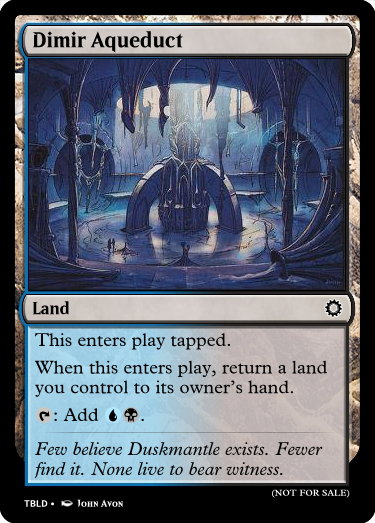 Dimir Aqueduct
Land
This enters play tapped.
When this enters play, return a land
you control to its owner's hand.
: Add .
Few believe Duskmantle exists. Fewer
find it. None live to bear witness.
TBLD • John Avon
(NOT FOR SALE)